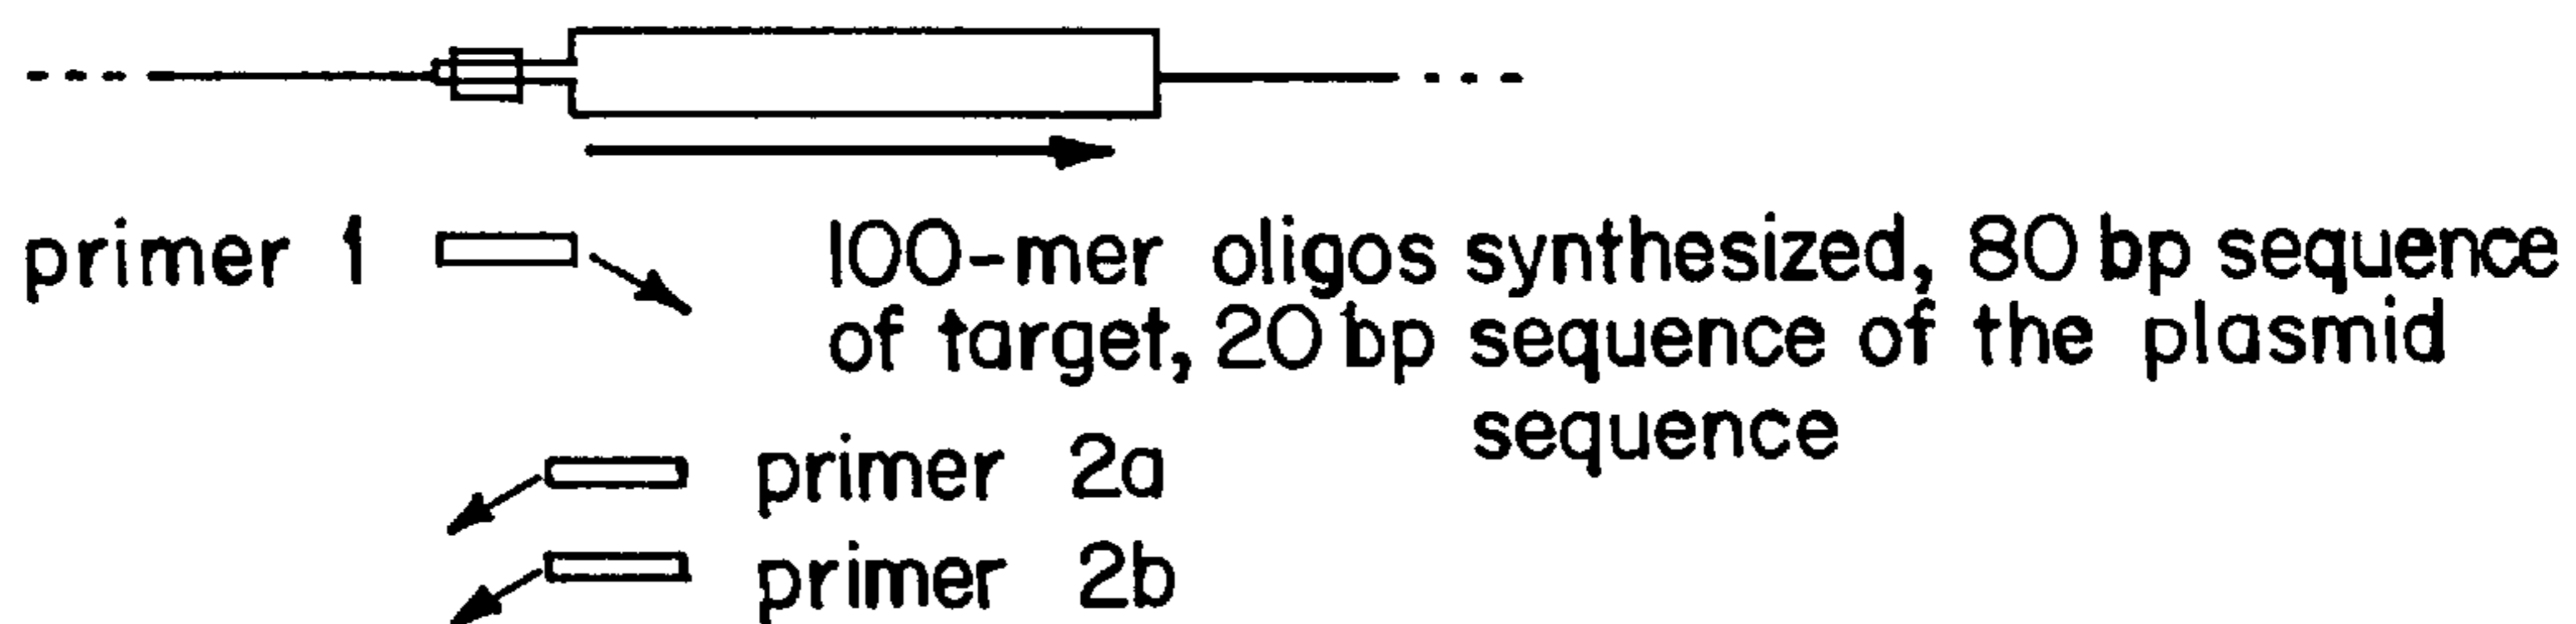 primer 1
100-mer oligos synthesized, 80 bp sequence
of target, 20 bp sequence of the plasmid
sequence
primer 2a
primer 2b